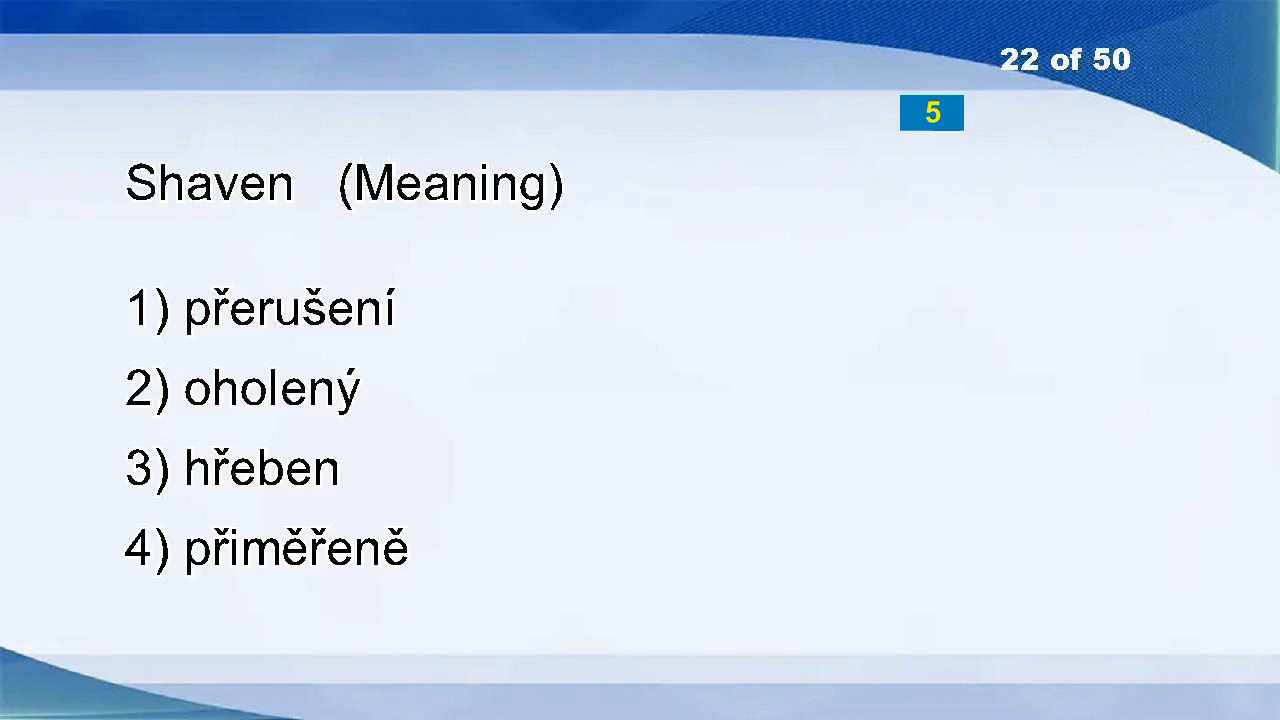 22 of 50
5
Shaven (Meaning)
1) přerušení
2) oholený
3) hřeben
4) přiměřeně